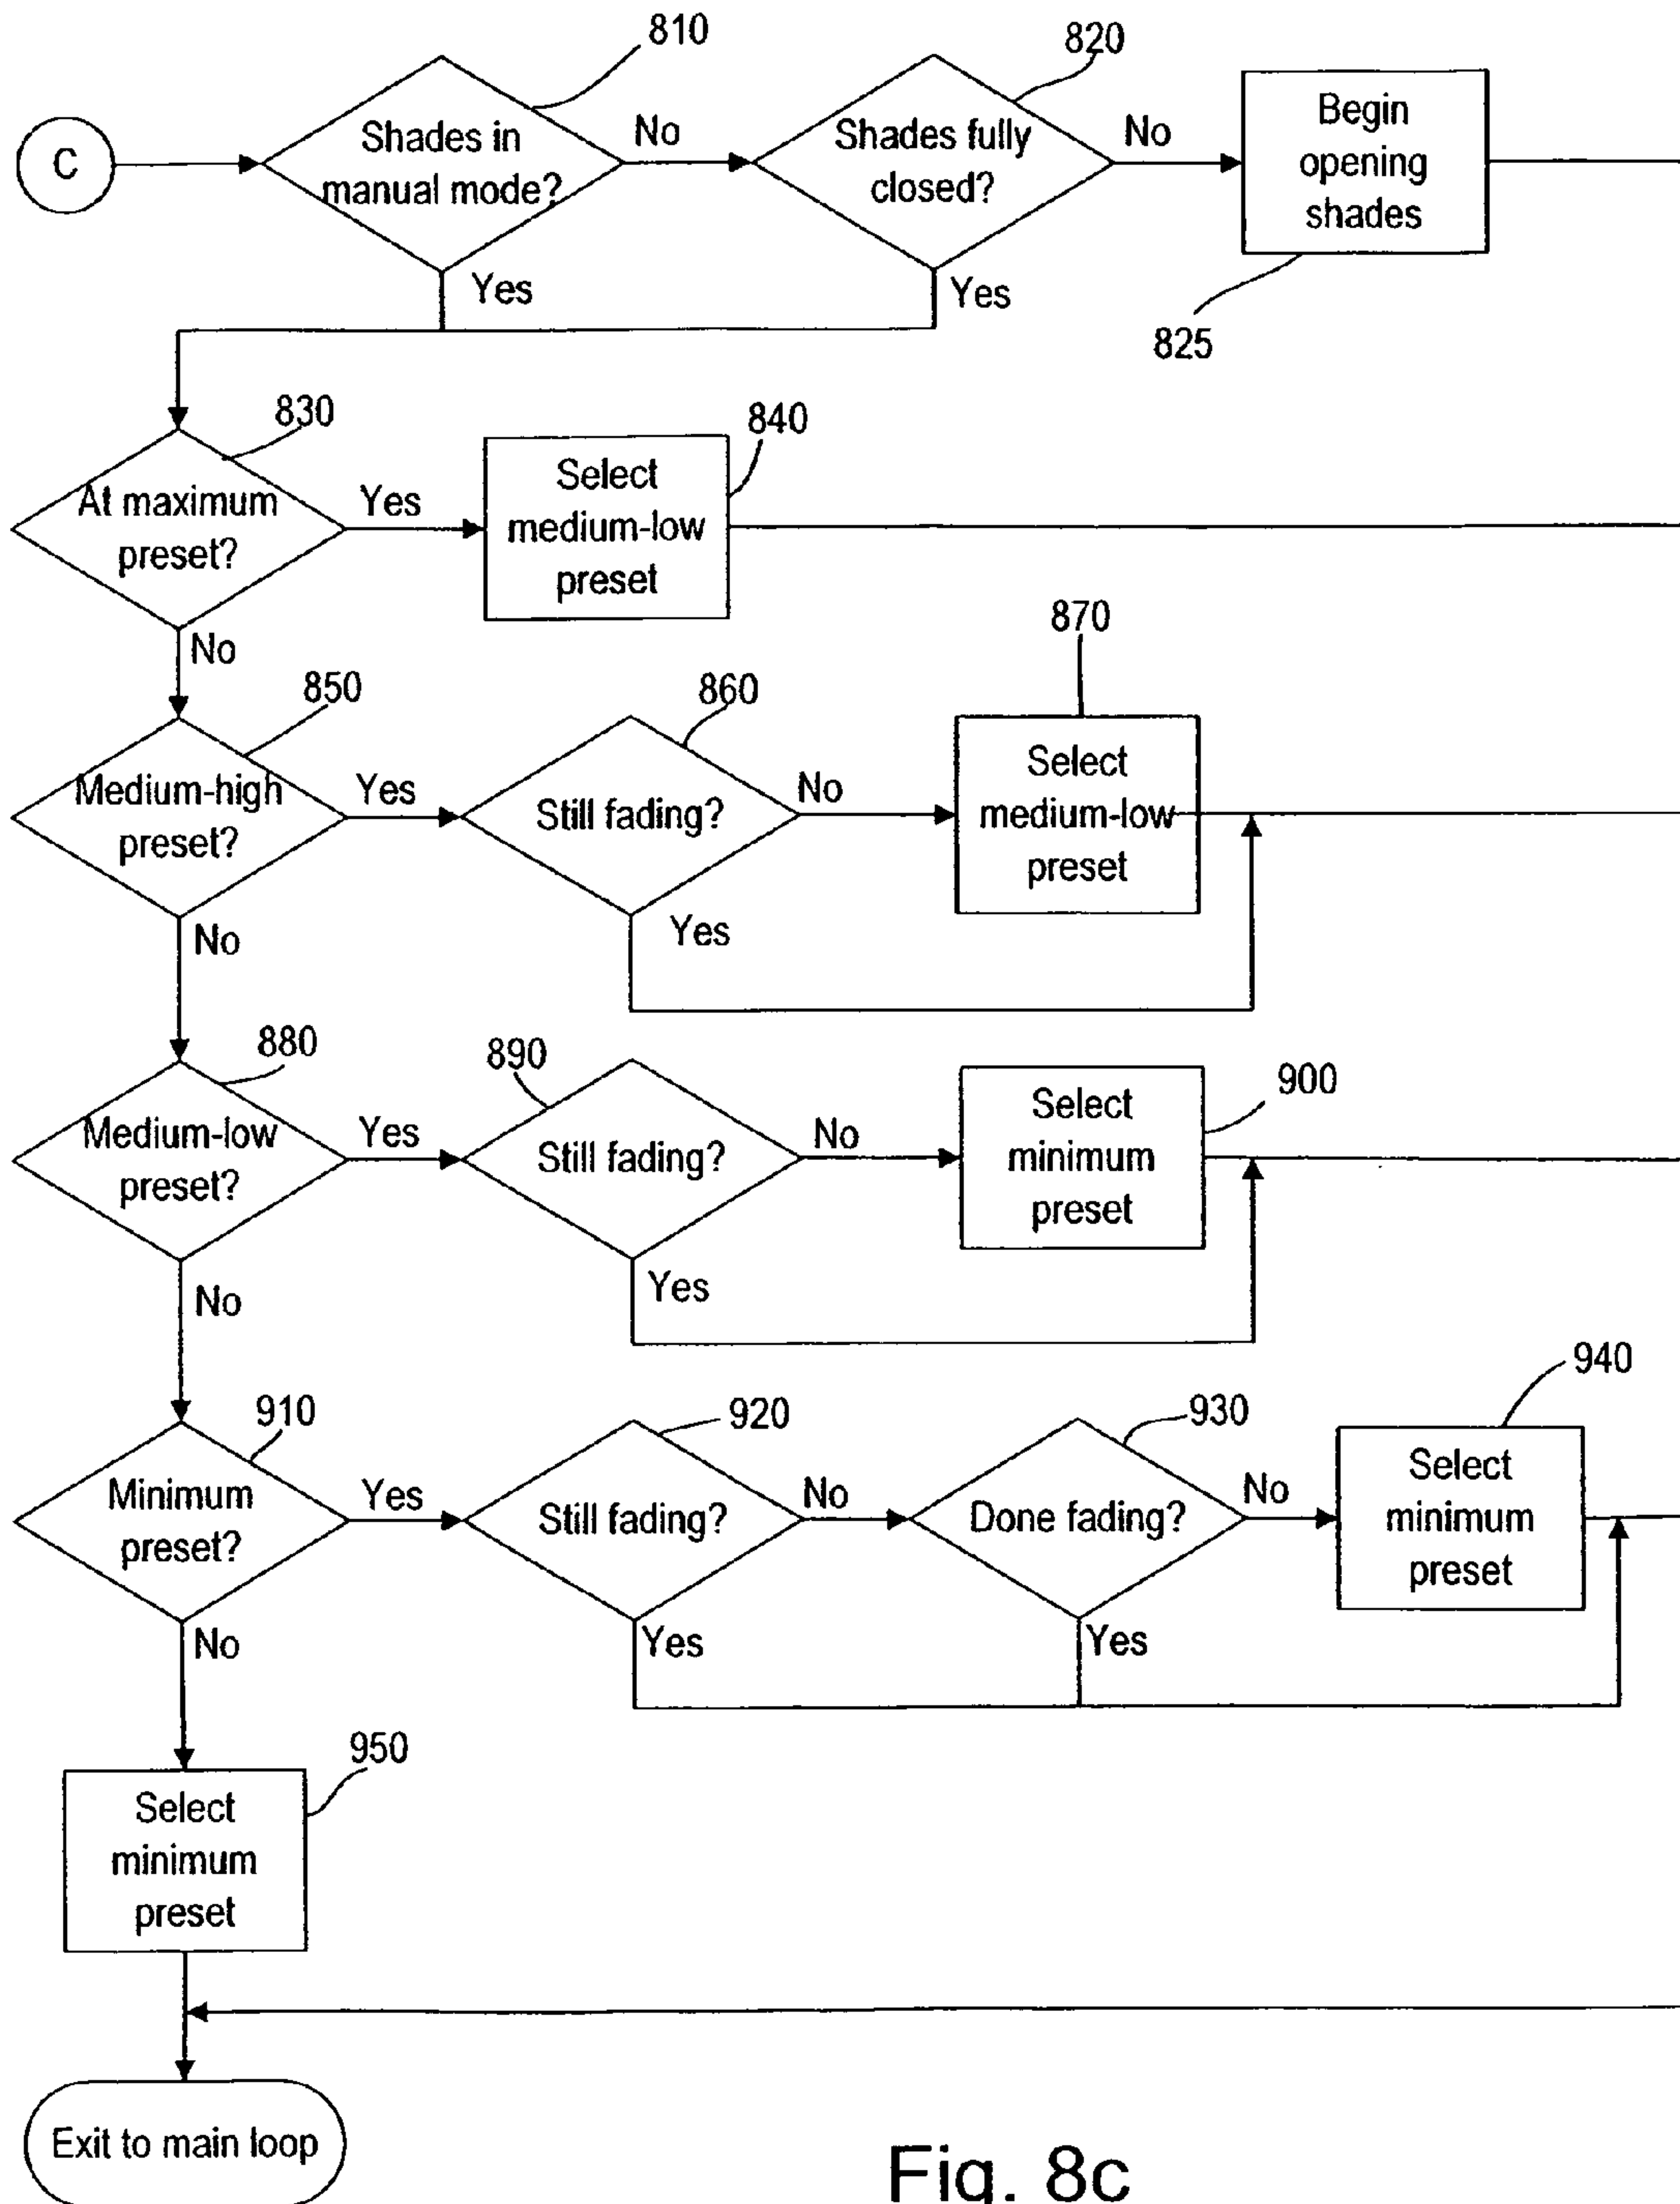 810
820
C
Shades in
manual mode?
No
Shades fully
closed?
No
Begin
opening
shades
Yes
Yes
825
830
840
At maximum
preset?
Yes
Select
medium-low
preset
No
870
850
860
Medium-high
preset?
Yes
Still fading?
No
Select
medium-low
preset
Yes
No
880
890
900
Medium-low
preset?
Yes
Still fading?
No
Select
minimum
preset
Yes
No
940
910
920
930
Minimum
preset?
Yes
Still fading?
No
Done fading?
No
Select
minimum
preset
Yes
Yes
No
950
Select
minimum
preset
Exit to main loop
Fig. 8c